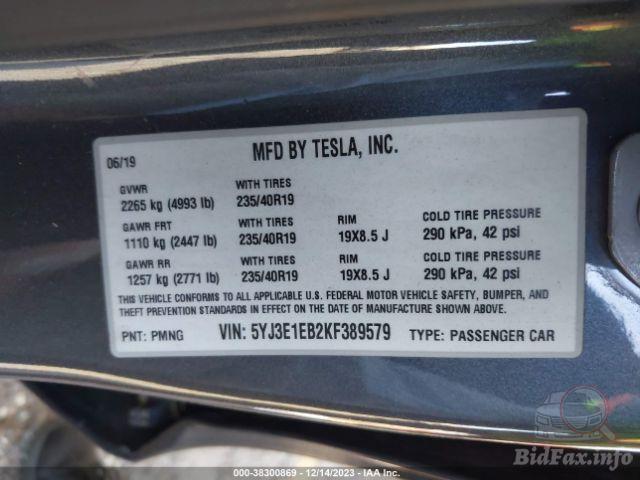 06/19 MFD BY TESLA, INC.
GVWR WITH TIRES
2265 kg (4993 lb) 235/40R19
GAWR FRT WITH TIRES RIM COLD TIRE PRESSURE
1110 kg (2447 lb) 235/40R19 19X8.5 J 290 kPa, 42 psi
GAWR RR WITH TIRES RIM COLD TIRE PRESSURE
1257 kg (2771 lb) 235/40R19 19X8.5 J 290 kPa, 42 psi
THIS VEHICLE CONFORMS TO ALL APPLICABLE U.S. FEDERAL MOTOR VEHICLE SAFETY, BUMPER, AND
THEFT PREVENTION STANDARDS IN EFFECT ON THE DATE OF MANUFACTURE SHOWN ABOVE.
PNT: PMNG VIN: 5YJ3E1EB2KF389579 TYPE: PASSENGER CAR
BidFax.info
000-38300869 - 12/14/2023 - IAA Inc.